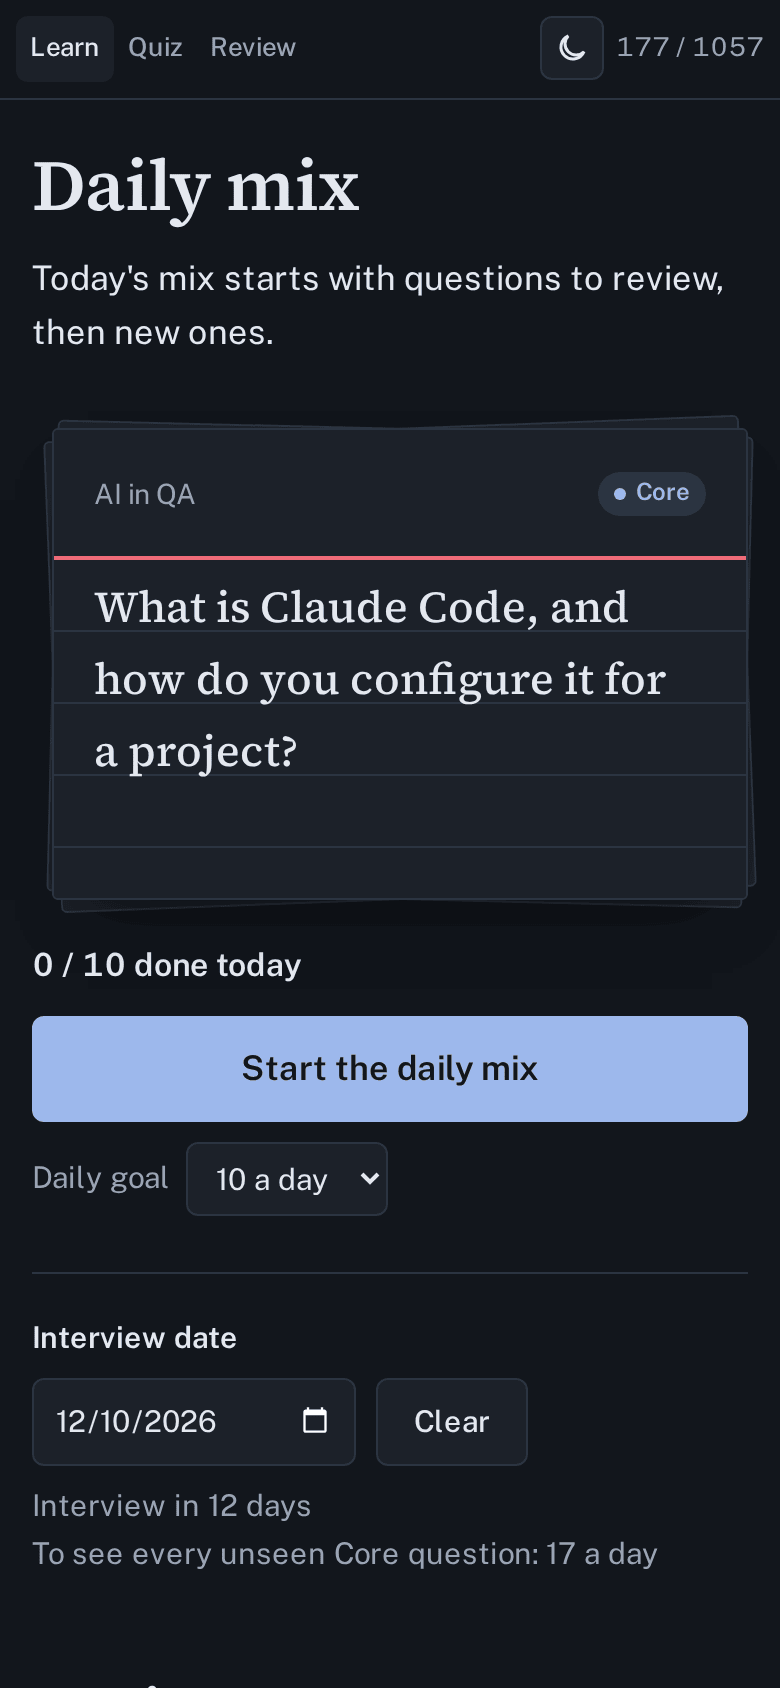 Learn Quiz Review 177 / 1057
Daily mix
Today's mix starts with questions to review,
then new ones.
AI in QA Core
What is Claude Code, and
how do you configure it for
a project?
0 / 10 done today
Start the daily mix
Daily goal 10 a day
Interview date
12/10/2026 Clear
Interview in 12 days
To see every unseen Core question: 17 a day